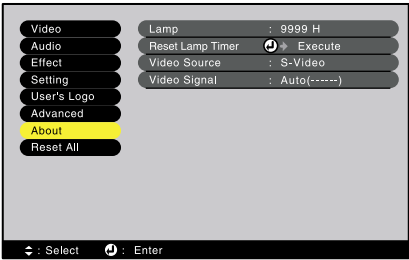 Video
Audio
Effect
Setting
User's Logo
Advanced
About
Reset All
Lamp : 9999 H
Reset Lamp Timer Execute
Video Source : S-Video
Video Signal : Auto(------)
: Select : Enter